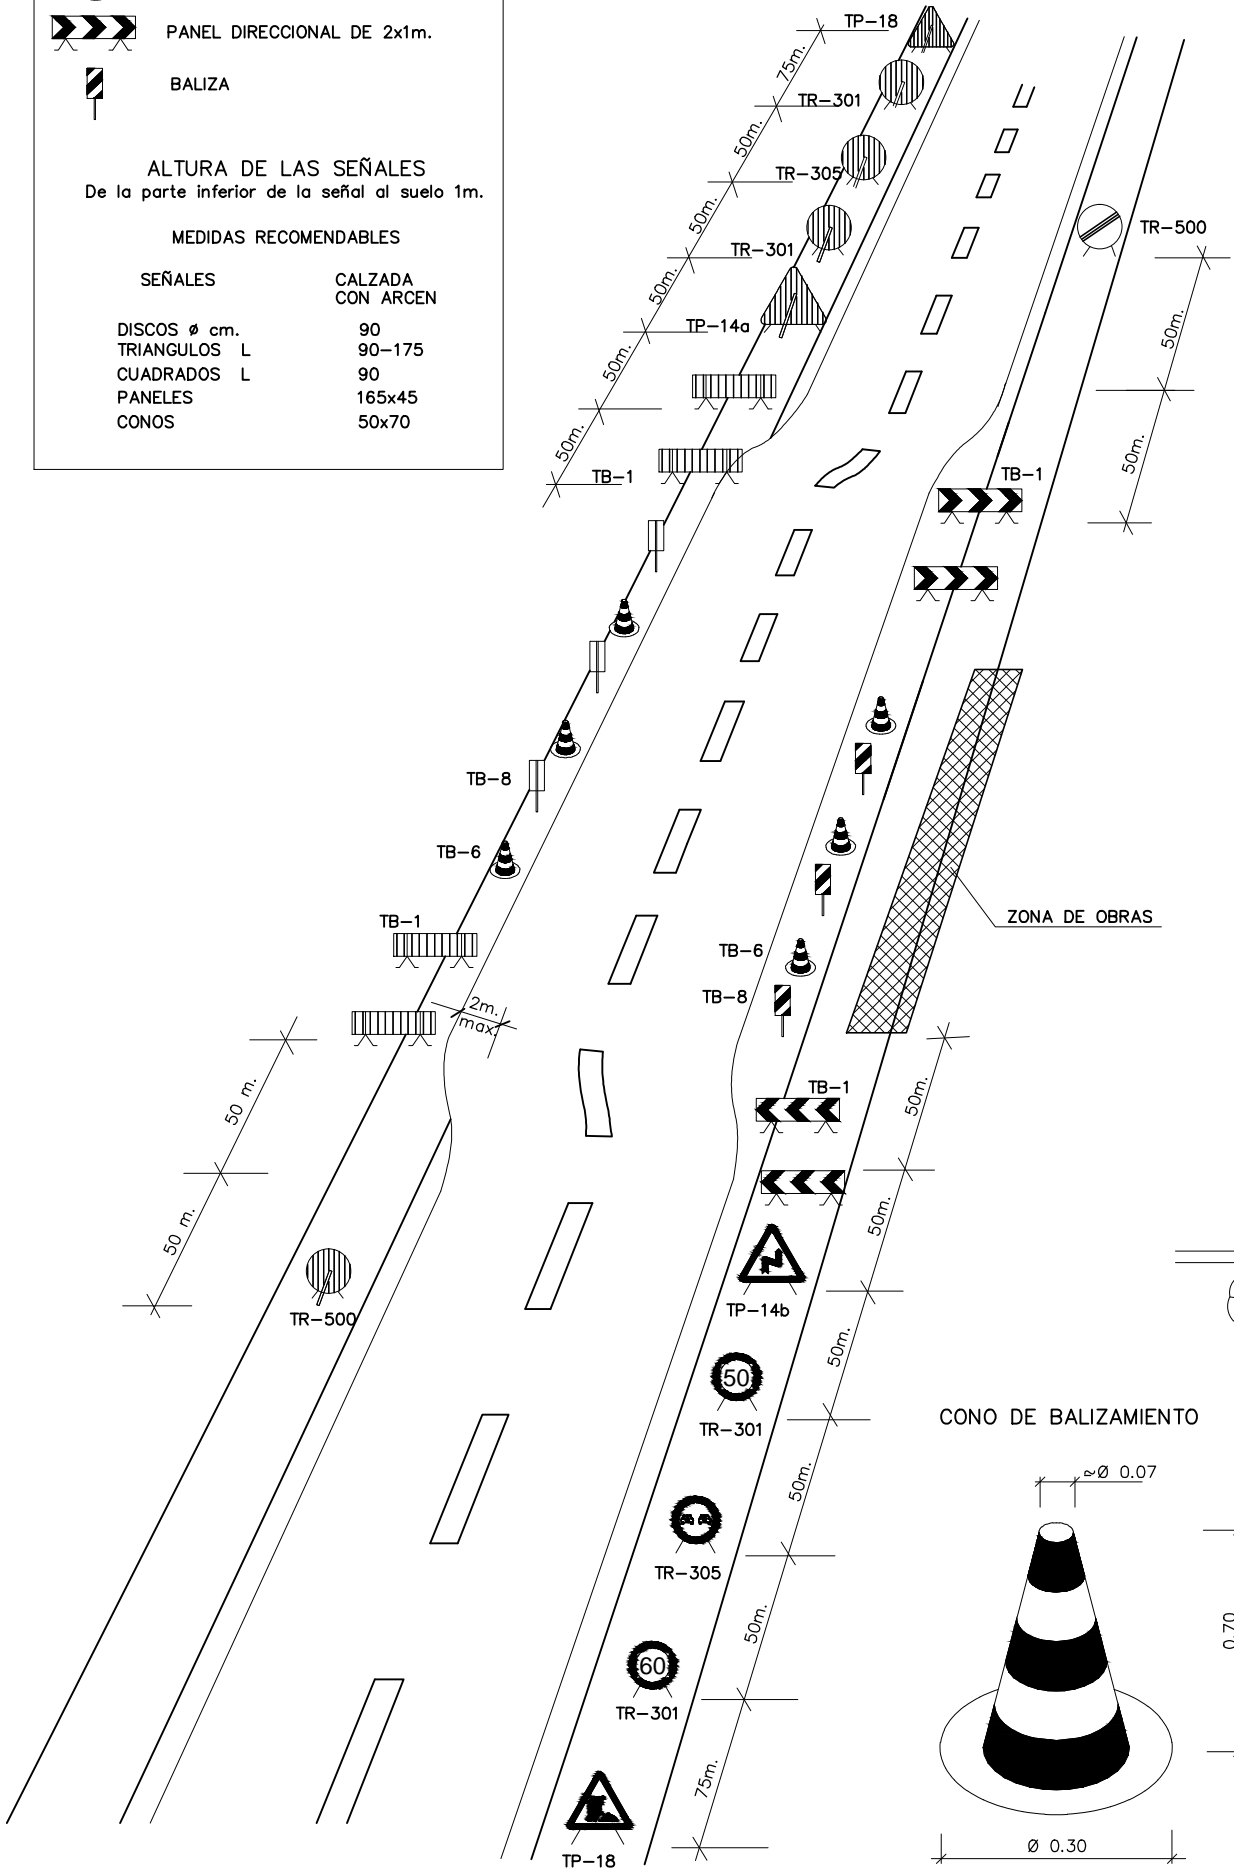 PANEL DIRECCIONAL DE 2x1m.
BALIZA
ALTURA DE LAS SEÑALES
De la parte inferior de la señal al suelo 1m.
MEDIDAS RECOMENDABLES
SEÑALES CALZADA CON ARCEN
DISCOS Ø cm. 90
TRIANGULOS L 90-175
CUADRADOS L 90
PANELES 165x45
CONOS 50x70
TP-18
75m.
TR-301
50m.
TR-305
50m.
TR-301
50m.
TP-14a
50m.
50m.
TB-1
TR-500
50m.
50m.
TB-1
TB-8
TB-6
TB-1
2m.
max.
50 m.
50 m.
TR-500
ZONA DE OBRAS
TB-6
TB-8
TB-1
50m.
50m.
TP-14b
50m.
50
TR-301
50m.
TR-305
50m.
60
TR-301
75m.
TP-18
CONO DE BALIZAMIENTO
≈Ø 0.07
0.70
Ø 0.30